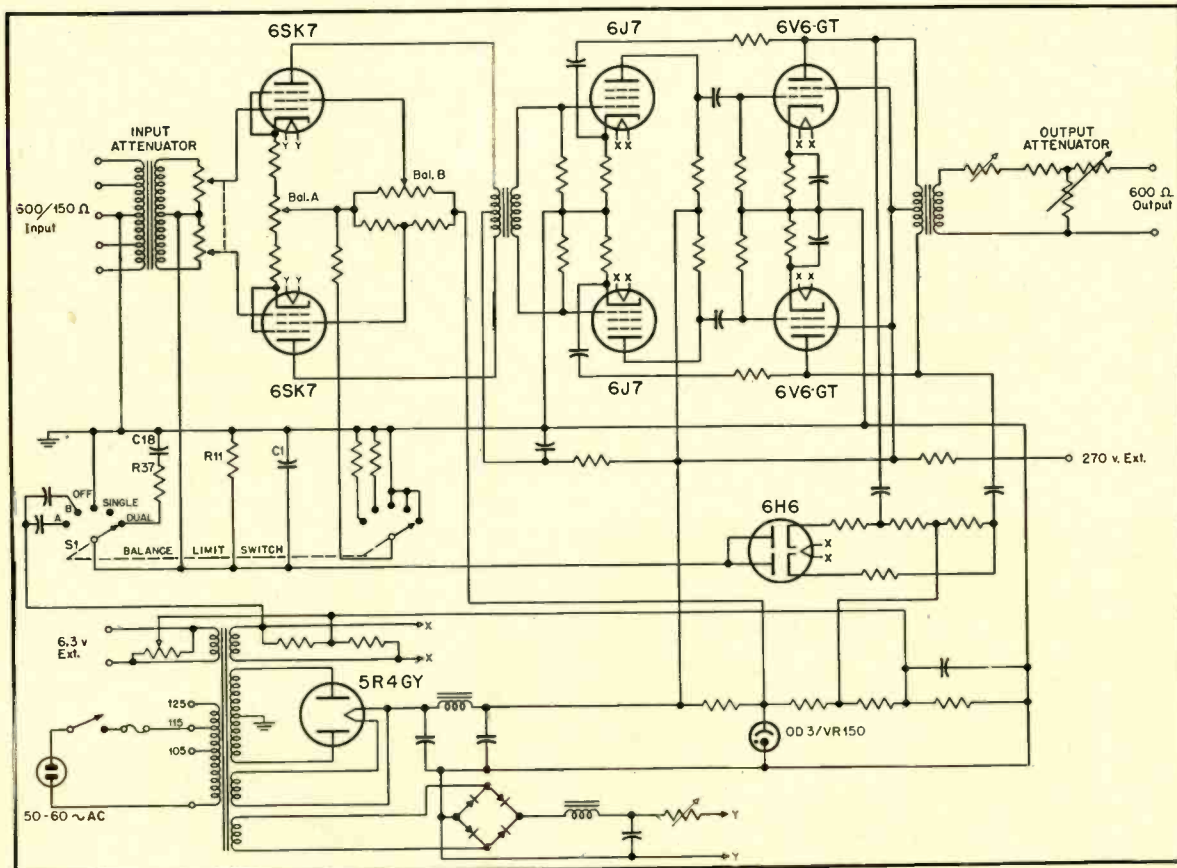 6SK7
6J7
6V6-GT
INPUT
ATTENUATOR
Y Y
X X
X X
OUTPUT
ATTENUATOR
600/150 Ω
Input
Bal. B
Bal. A
600 Ω
Output
Y Y
X X
X X
6SK7
6J7
6V6-GT
C18
R37
R11
C1
270 v. Ext.
OFF
B
SINGLE
A
DUAL
S1
BALANCE LIMIT SWITCH
6H6
X
X
6.3 v
Ext.
X
X
5R4GY
125
115
105
OD3/VR150
50-60 ~ AC
Y
Y